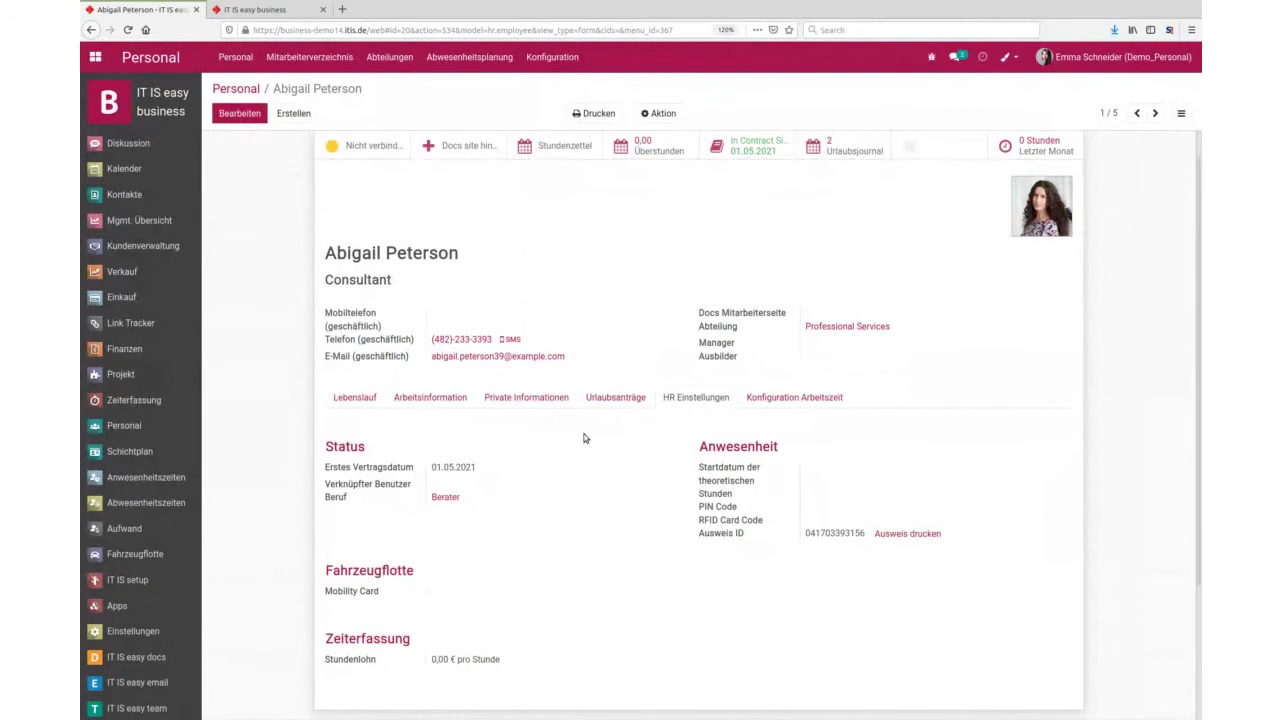 Abigail Peterson - IT IS eas
IT IS easy business
https://business-demo14.itis.de/web#id=20&action=534&model=hr.employee&view_type=form&cids=&menu_id=367
120%
Search
Personal
Personal Mitarbeiterverzeichnis Abteilungen Abwesenheitsplanung Konfiguration
Emma Schneider (Demo_Personal)
B IT IS easy
business
Personal / Abigail Peterson
Bearbeiten Erstellen
Drucken Aktion
1 / 5
Diskussion
Kalender
Kontakte
Mgmt. Übersicht
Kundenverwaltung
Verkauf
Einkauf
Link Tracker
Finanzen
Projekt
Zeiterfassung
Personal
Schichtplan
Anwesenheitszeiten
Abwesenheitszeiten
Aufwand
Fahrzeugflotte
IT IS setup
Apps
Einstellungen
D IT IS easy docs
E IT IS easy email
T IT IS easy team
Nicht verbind...
Docs site hin...
Stundenzettel
0,00
Überstunden
In Contract Si...
01.05.2021
2
Urlaubsjournal
0 Stunden
Letzter Monat
Abigail Peterson
Consultant
Mobiltelefon
(geschäftlich)
Telefon (geschäftlich) (482)-233-3393 SMS
E-Mail (geschäftlich) abigail.peterson39@example.com
Docs Mitarbeiterseite
Abteilung Professional Services
Manager
Ausbilder
Lebenslauf Arbeitsinformation Private Informationen Urlaubsanträge HR Einstellungen Konfiguration Arbeitszeit
Status
Erstes Vertragsdatum 01.05.2021
Verknüpfter Benutzer
Beruf Berater
Anwesenheit
Startdatum der
theoretischen
Stunden
PIN Code
RFID Card Code
Ausweis ID 041703393156 Ausweis drucken
Fahrzeugflotte
Mobility Card
Zeiterfassung
Stundenlohn 0,00 € pro Stunde